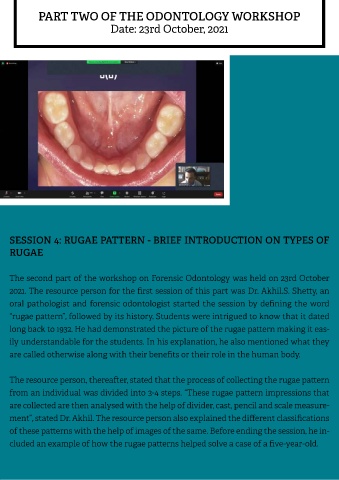 PART TWO OF THE ODONTOLOGY WORKSHOP
Date: 23rd October, 2021
SESSION 4: RUGAE PATTERN - BRIEF INTRODUCTION ON TYPES OF
RUGAE
The second part of the workshop on Forensic Odontology was held on 23rd October
2021. The resource person for the first session of this part was Dr. Akhil.S. Shetty, an
oral pathologist and forensic odontologist started the session by defining the word
"rugae pattern", followed by its history. Students were intrigued to know that it dated
long back to 1932. He had demonstrated the picture of the rugae pattern making it eas-
ily understandable for the students. In his explanation, he also mentioned what they
are called otherwise along with their benefits or their role in the human body.
The resource person, thereafter, stated that the process of collecting the rugae pattern
from an individual was divided into 3-4 steps. "These rugae pattern impressions that
are collected are then analysed with the help of divider, cast, pencil and scale measure-
ment", stated Dr. Akhil. The resource person also explained the different classifications
of these patterns with the help of images of the same. Before ending the session, he in-
cluded an example of how the rugae patterns helped solve a case of a five-year-old.